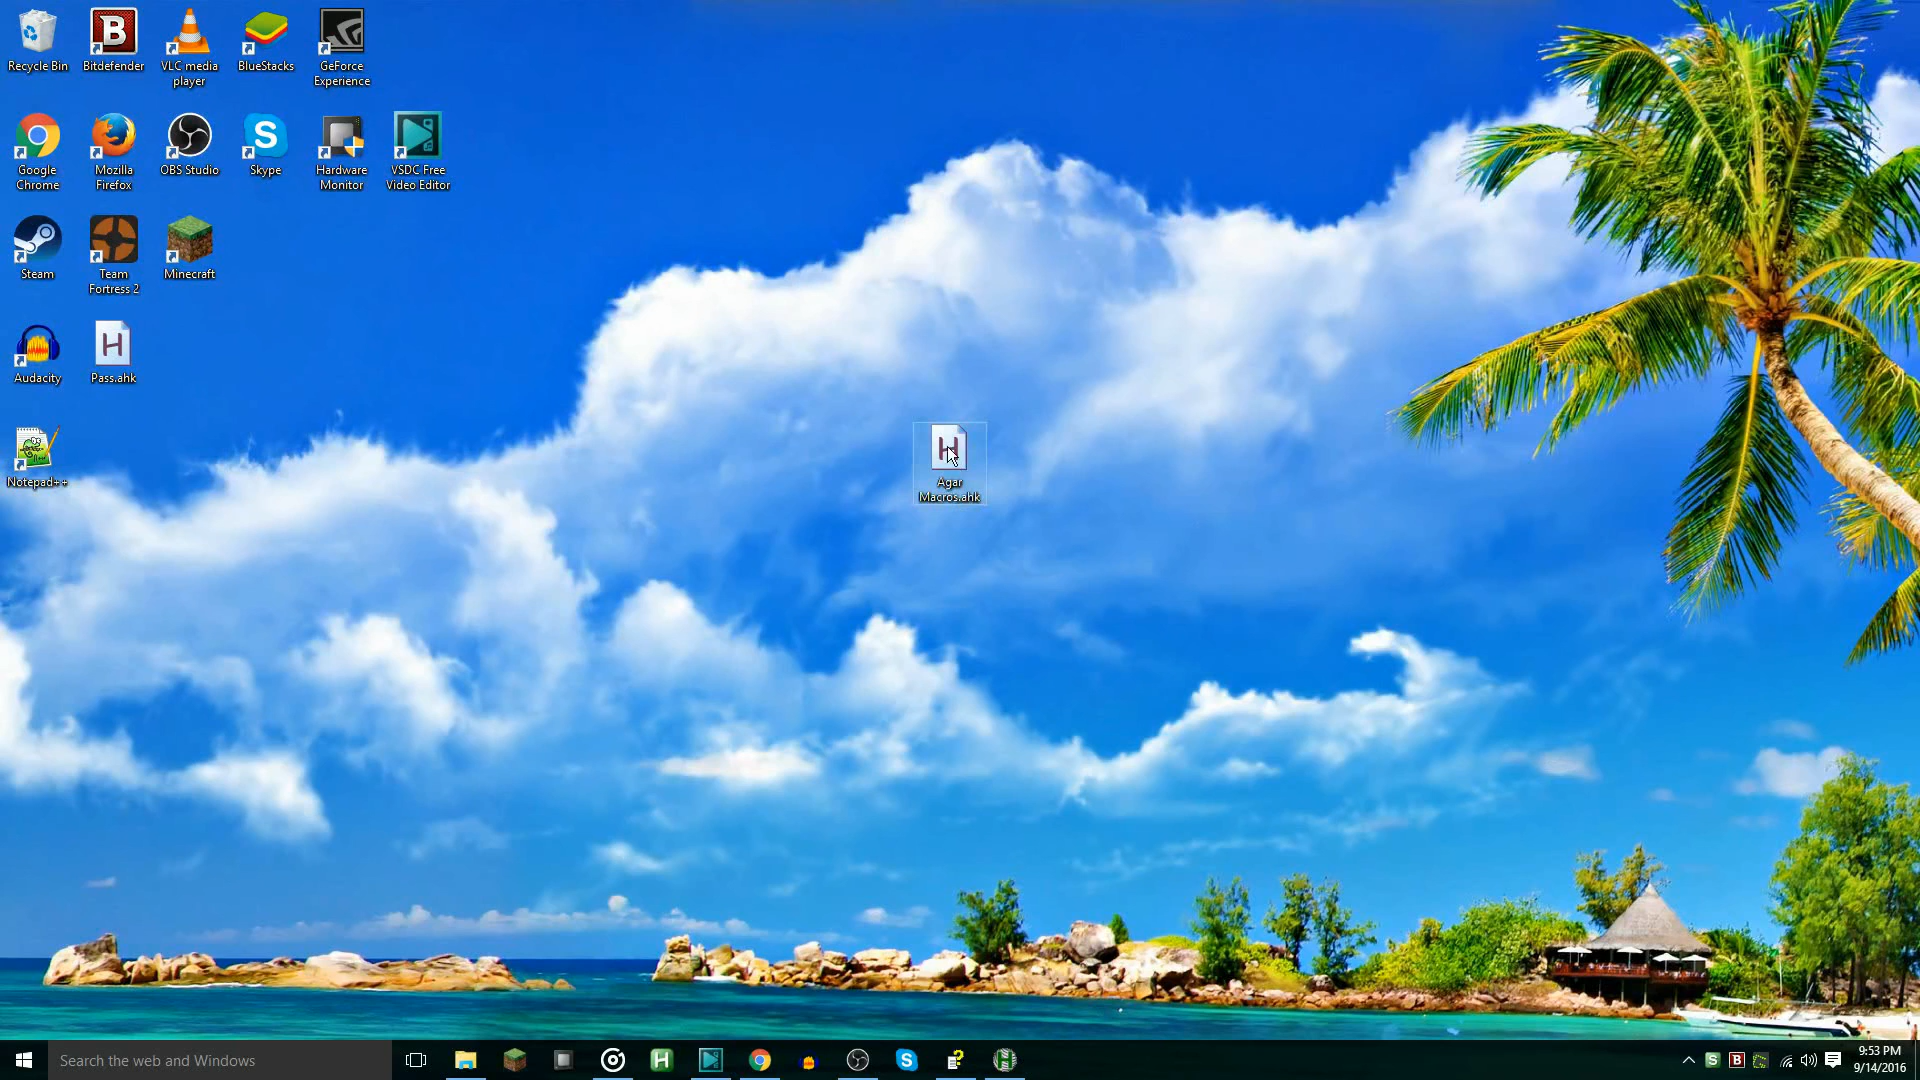 Recycle Bin
Bitdefender
VLC media
player
BlueStacks
GeForce
Experience
Google
Chrome
Mozilla
Firefox
OBS Studio
Skype
Hardware
Monitor
VSDC Free
Video Editor
Steam
Team
Fortress 2
Minecraft
Audacity
Pass.ahk
Notepad++
Agar
Macros.ahk
Search the web and Windows
9:53 PM
9/14/2016